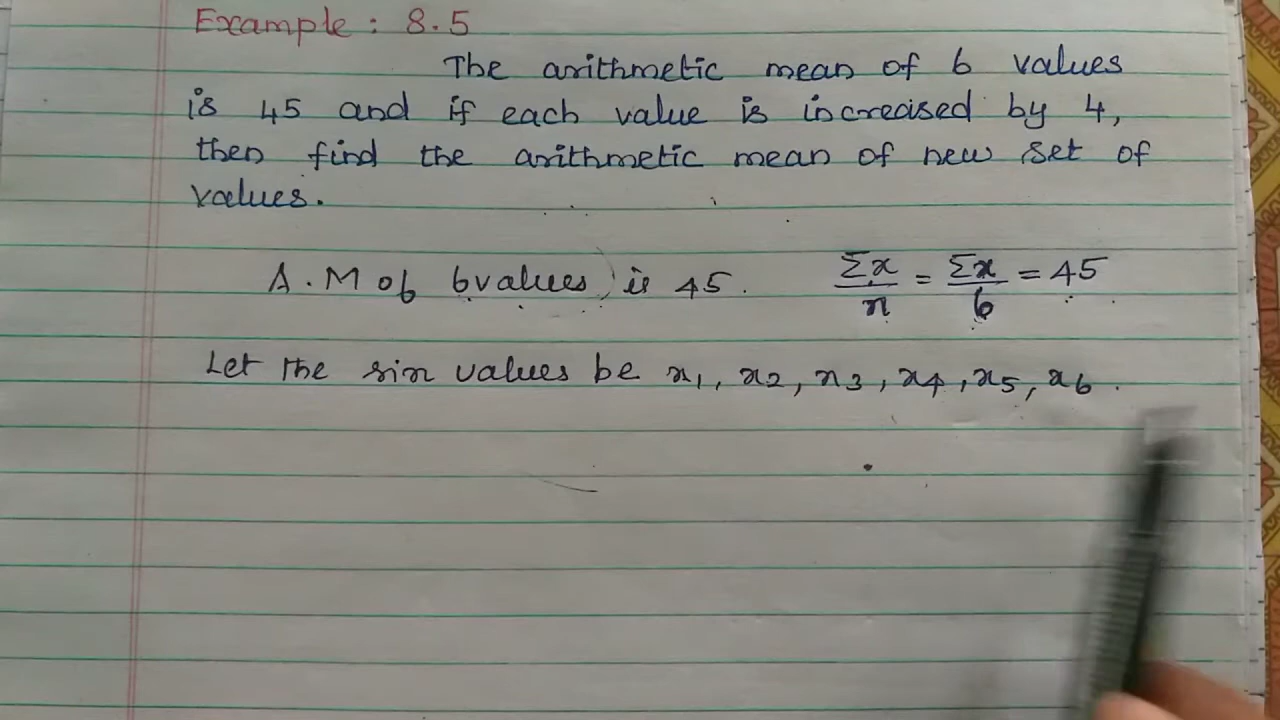 Example : 8.5
The arithmetic mean of 6 values
is 45 and if each value is increased by 4,
then find the arithmetic mean of new set of
values.
A.M of 6 values is 45. Σx/n = Σx/6 = 45
Let the six values be x₁, x₂, x₃, x₄, x₅, x₆.